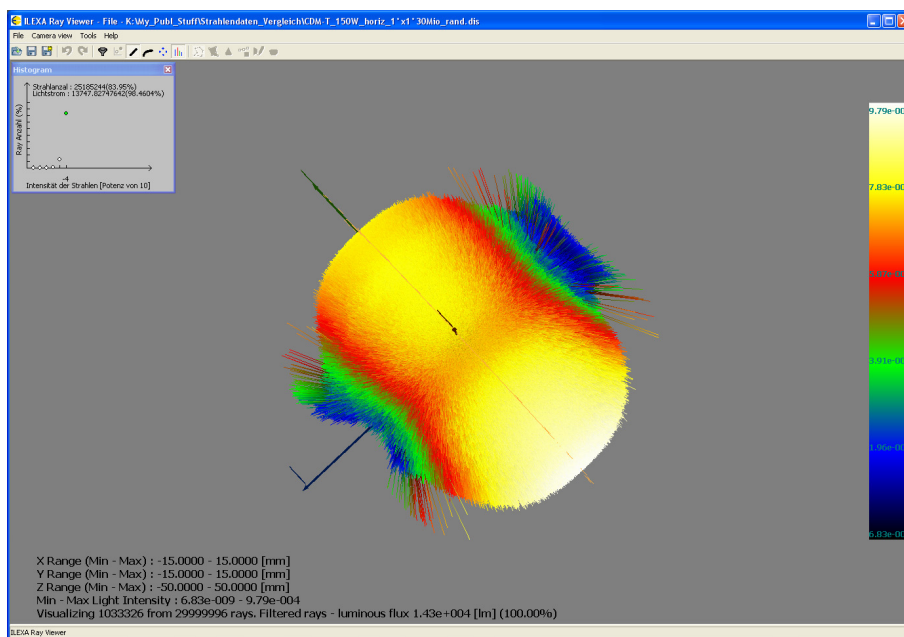 ILEXA Ray Viewer - File - K:\My_Publ_Stuff\Strahlendaten_Vergleich\CDM-T_150W_horiz_1°x1°30Mio_rand.dis
File Camera view Tools Help
Histogram
Strahlanzal : 25185244(83.95%)
Lichtstrom : 13747.82747642(98.4604%)
Ray Anzahl (%)
-4
Intensität der Strahlen [Potenz von 10]
9.79e-00
7.83e-00
3.91e-00
1.96e-00
6.83e-00
X Range (Min - Max) : -15.0000 - 15.0000 [mm]
Y Range (Min - Max) : -15.0000 - 15.0000 [mm]
Z Range (Min - Max) : -50.0000 - 50.0000 [mm]
Min - Max Light Intensity : 6.83e-009 - 9.79e-004
Visualizing 1033326 from 29999996 rays. Filtered rays - luminous flux 1.43e+004 [lm] (100.00%)
ILEXA Ray Viewer